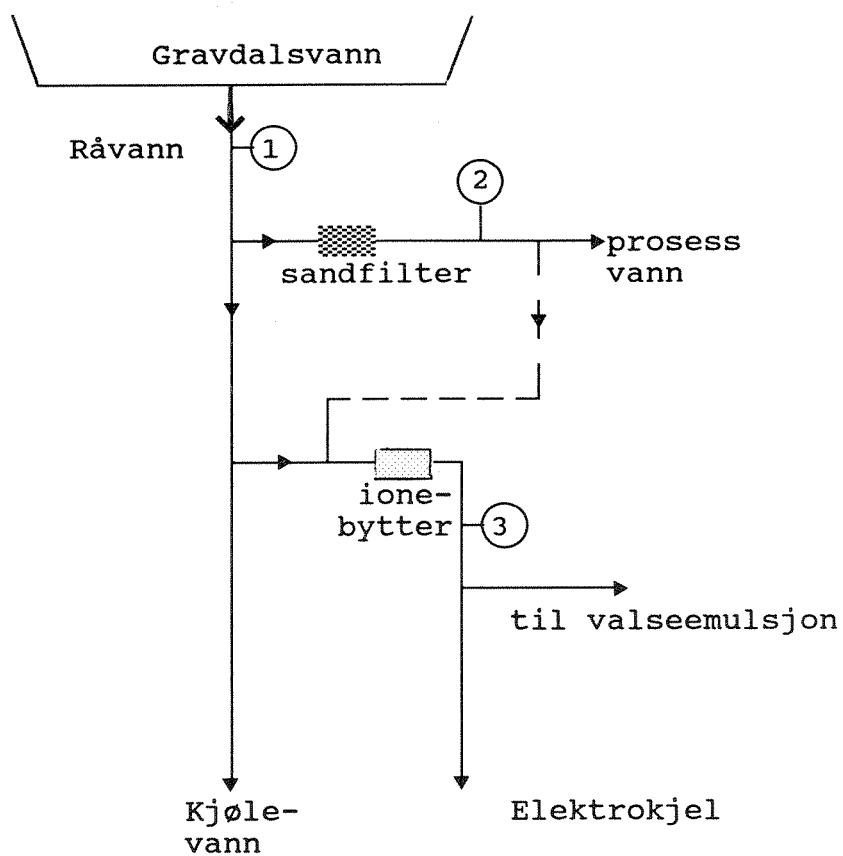 Gravdalsvann
Råvann
1
2
prosess
vann
sandfilter
ione-
bytter
3
til valseemulsjon
Kjøle-
vann
Elektrokjel